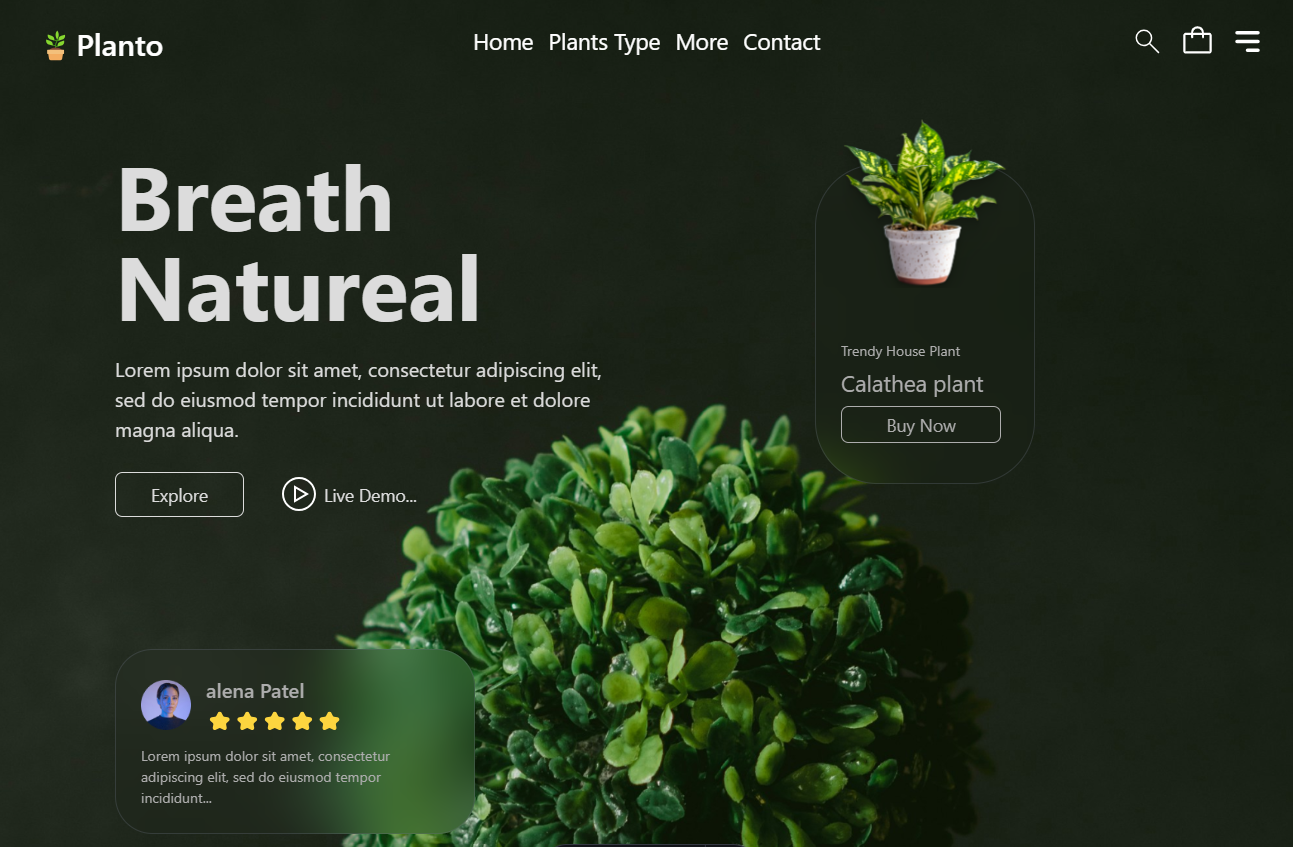 Planto
Home Plants Type More Contact
Breath
Natureal
Lorem ipsum dolor sit amet, consectetur adipiscing elit,
sed do eiusmod tempor incididunt ut labore et dolore
magna aliqua.
Explore
Live Demo...
Trendy House Plant
Calathea plant
Buy Now
alena Patel
Lorem ipsum dolor sit amet, consectetur
adipiscing elit, sed do eiusmod tempor
incididunt...